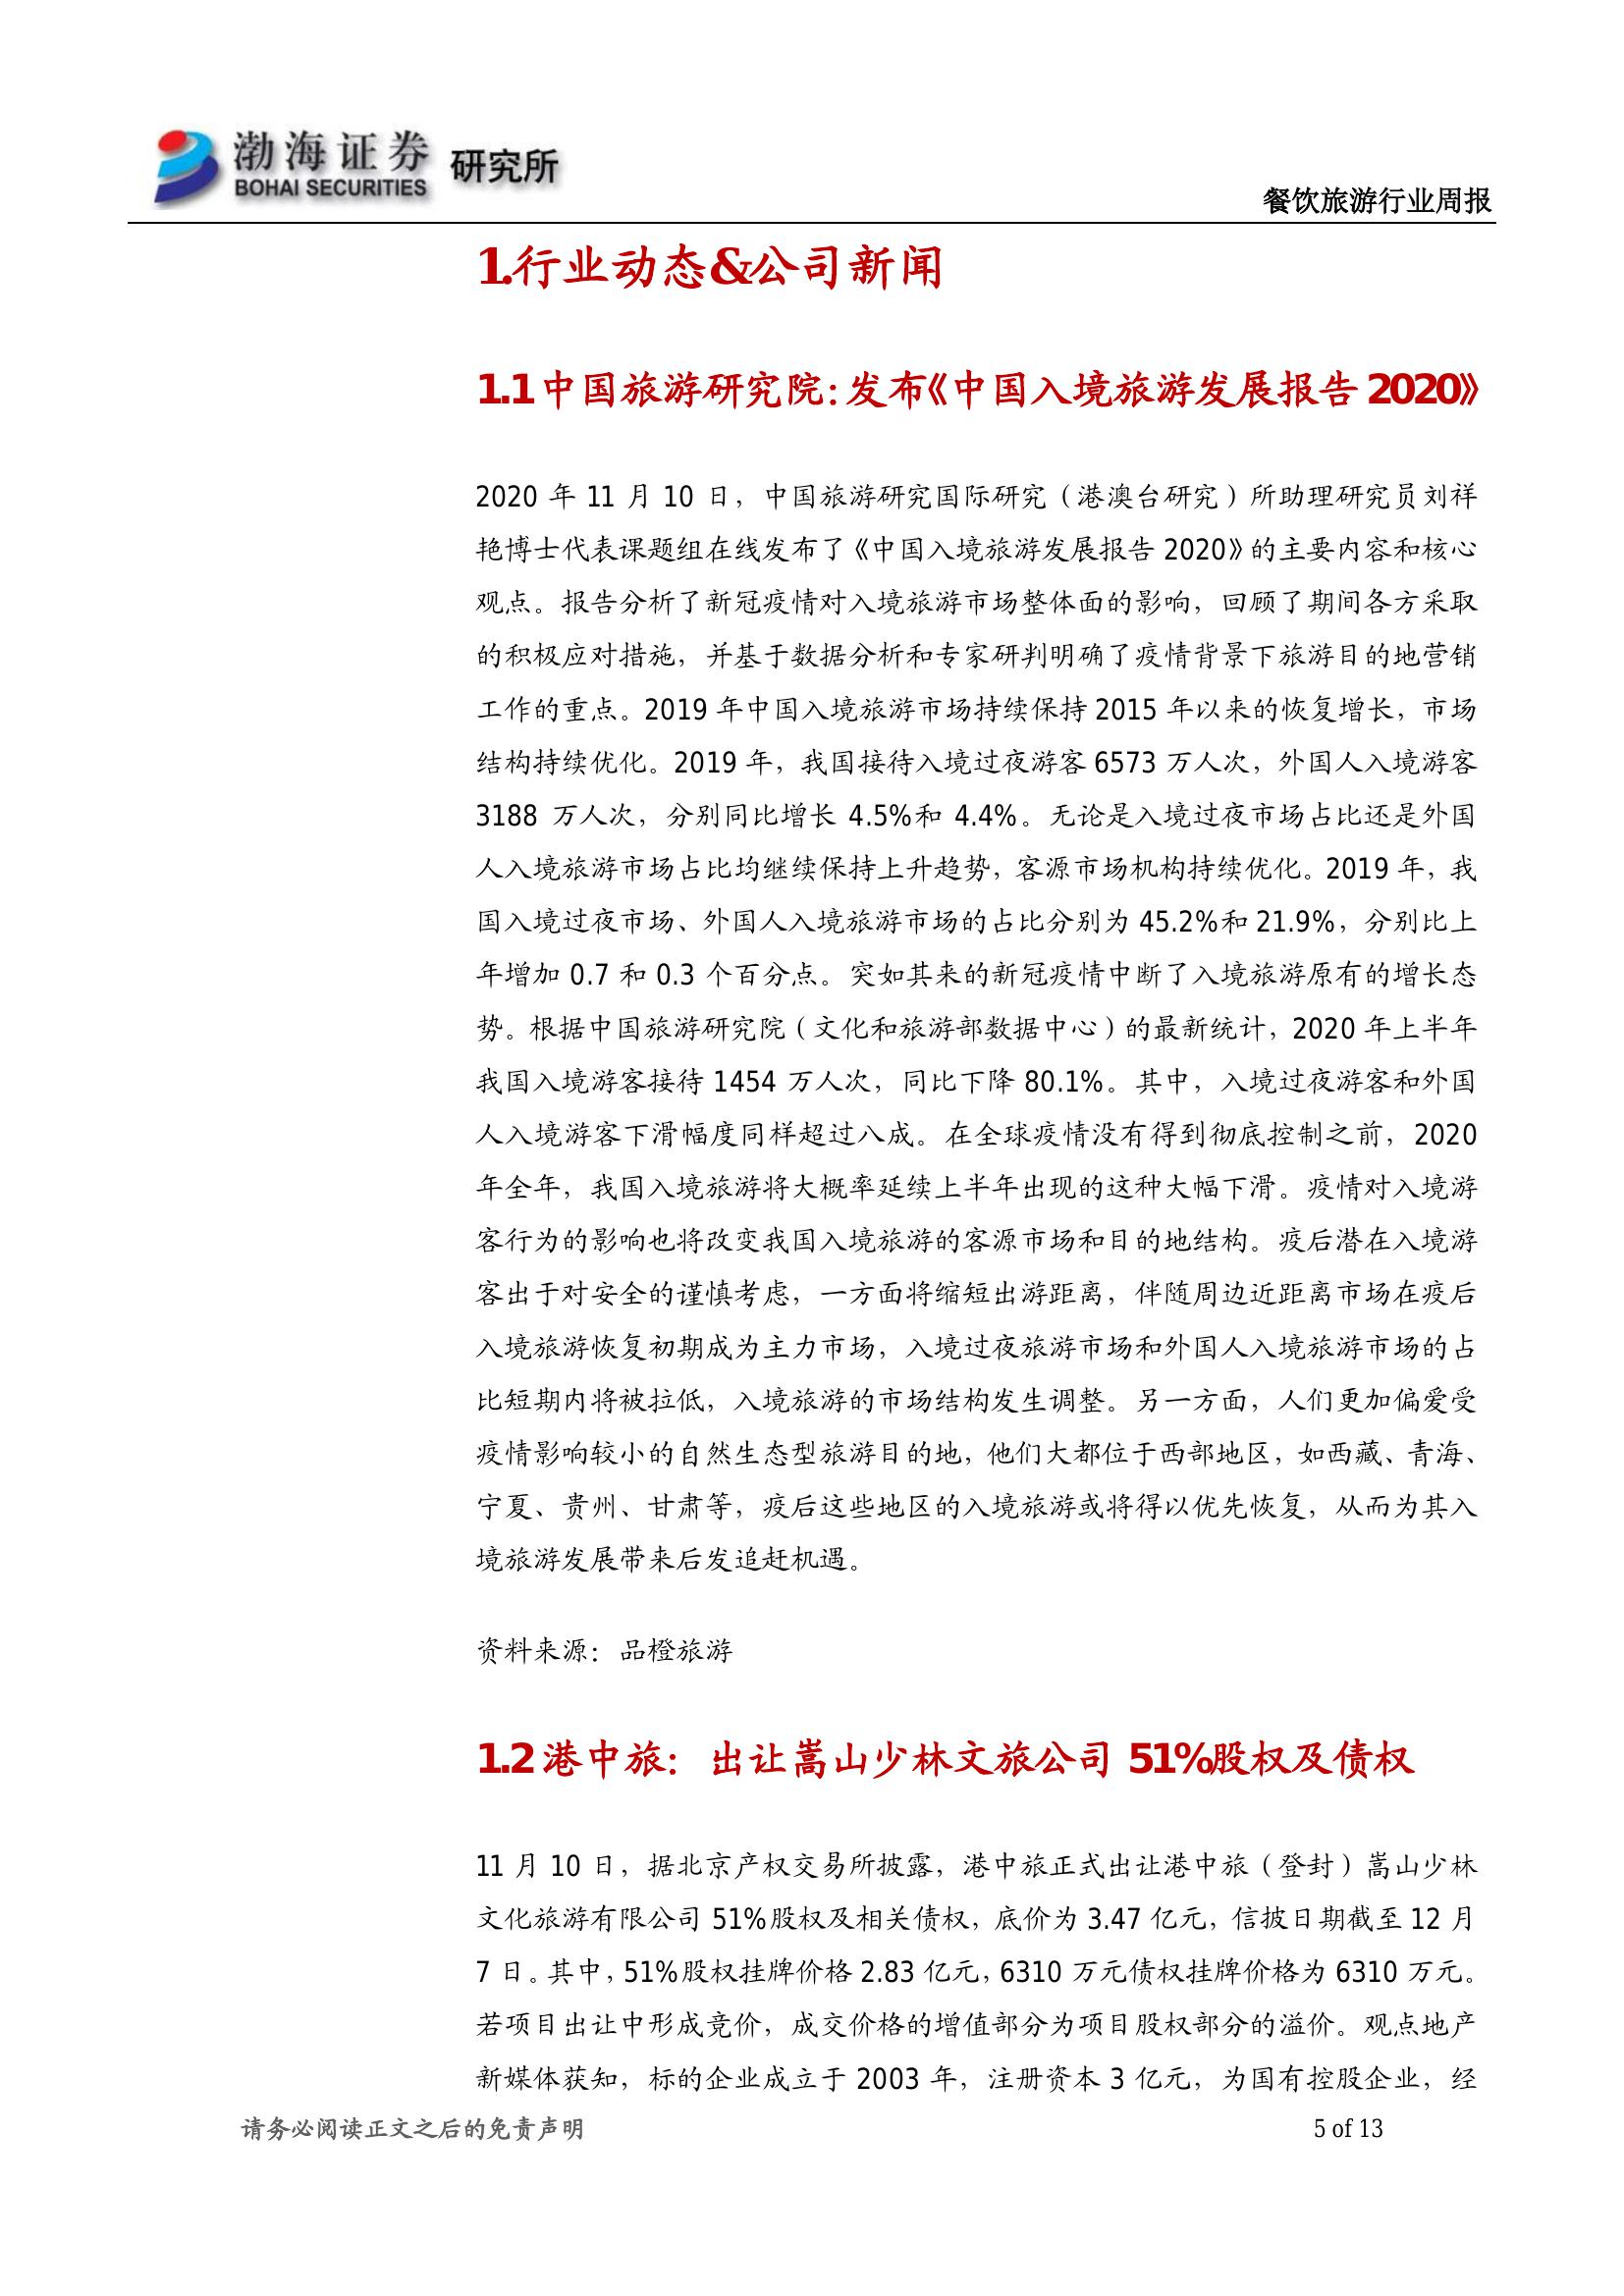 渤海证券
BOHAI SECURITIES
研究所
餐饮旅游行业周报
1.行业动态&公司新闻
1.1 中国旅游研究院：发布《中国入境旅游发展报告 2020》
2020 年 11 月 10 日，中国旅游研究国际研究（港澳台研究）所助理研究员刘祥
艳博士代表课题组在线发布了《中国入境旅游发展报告 2020》的主要内容和核心
观点。报告分析了新冠疫情对入境旅游市场整体面的影响，回顾了期间各方采取
的积极应对措施，并基于数据分析和专家研判明确了疫情背景下旅游目的地营销
工作的重点。2019 年中国入境旅游市场持续保持 2015 年以来的恢复增长，市场
结构持续优化。2019 年，我国接待入境过夜游客 6573 万人次，外国人入境游客
3188 万人次，分别同比增长 4.5%和 4.4%。无论是入境过夜市场占比还是外国
人入境旅游市场占比均继续保持上升趋势，客源市场机构持续优化。2019 年，我
国入境过夜市场、外国人入境旅游市场的占比分别为 45.2%和 21.9%，分别比上
年增加 0.7 和 0.3 个百分点。突如其来的新冠疫情中断了入境旅游原有的增长态
势。根据中国旅游研究院（文化和旅游部数据中心）的最新统计，2020 年上半年
我国入境游客接待 1454 万人次，同比下降 80.1%。其中，入境过夜游客和外国
人入境游客下滑幅度同样超过八成。在全球疫情没有得到彻底控制之前，2020
年全年，我国入境旅游将大概率延续上半年出现的这种大幅下滑。疫情对入境游
客行为的影响也将改变我国入境旅游的客源市场和目的地结构。疫后潜在入境游
客出于对安全的谨慎考虑，一方面将缩短出游距离，伴随周边近距离市场在疫后
入境旅游恢复初期成为主力市场，入境过夜旅游市场和外国人入境旅游市场的占
比短期内将被拉低，入境旅游的市场结构发生调整。另一方面，人们更加偏爱受
疫情影响较小的自然生态型旅游目的地，他们大都位于西部地区，如西藏、青海、
宁夏、贵州、甘肃等，疫后这些地区的入境旅游或将得以优先恢复，从而为其入
境旅游发展带来后发追赶机遇。
资料来源：品橙旅游
1.2 港中旅：出让嵩山少林文旅公司 51%股权及债权
11 月 10 日，据北京产权交易所披露，港中旅正式出让港中旅（登封）嵩山少林
文化旅游有限公司 51%股权及相关债权，底价为 3.47 亿元，信披日期截至 12 月
7 日。其中，51%股权挂牌价格 2.83 亿元，6310 万元债权挂牌价格为 6310 万元。
若项目出让中形成竞价，成交价格的增值部分为项目股权部分的溢价。观点地产
新媒体获知，标的企业成立于 2003 年，注册资本 3 亿元，为国有控股企业，经
请务必阅读正文之后的免责声明
5 of 13